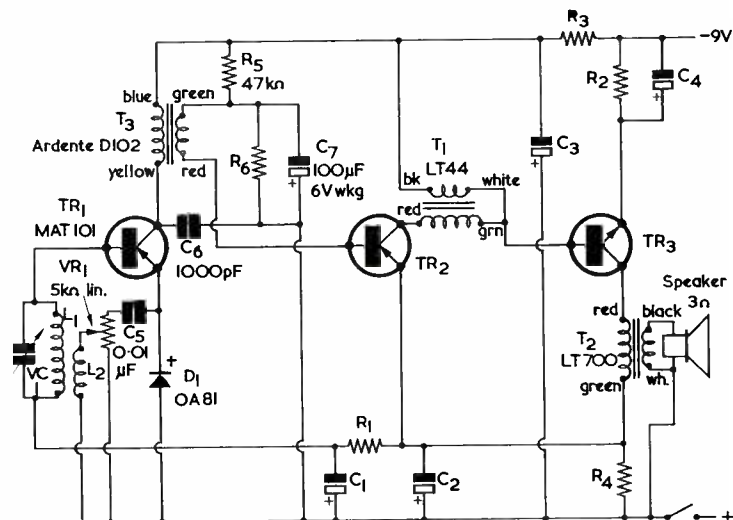 R3
-9V
R5
47kΩ
R2
C4
blue
green
T3
Ardente D102
R6
C7
100µF
6V wkg
T1
LT44
C3
yellow
red
bk
white
TR1
MAT 101
red
grn
C6
1000pF
TR2
TR3
VR1
5kΩ lin.
Speaker
3Ω
L1
C5
0·01
µF
red
black
T2
LT700
VC
L2
+
D1
OA81
green
wh.
R1
R4
C1
C2
+
+
+
+
+
+